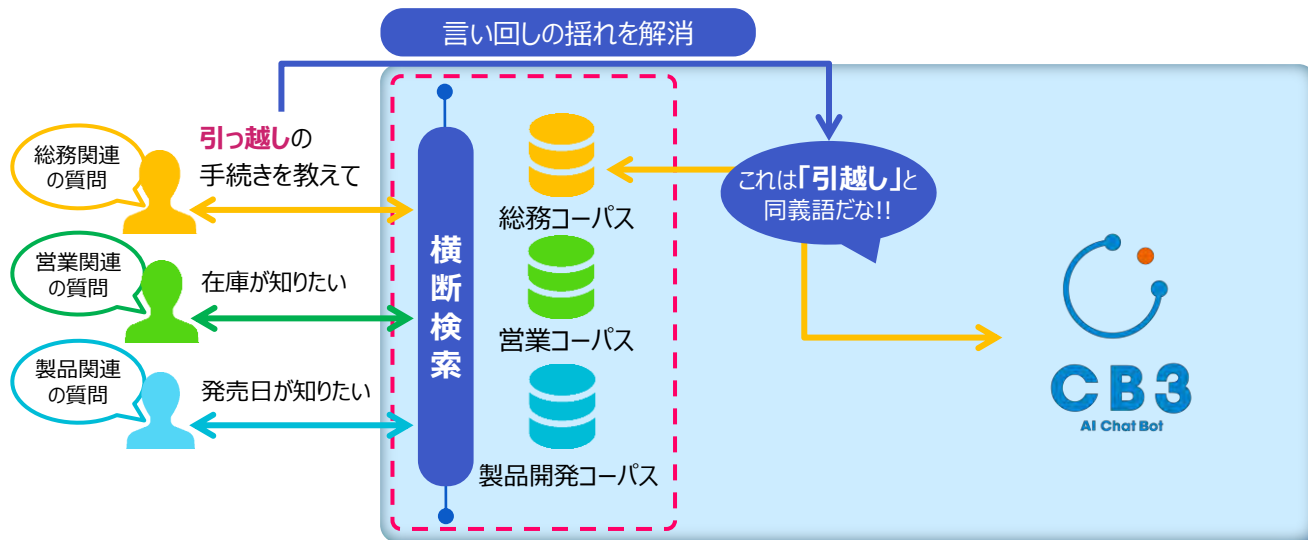 言い回しの揺れを解消
総務関連
の質問
引っ越しの
手続きを教えて
営業関連
の質問
在庫が知りたい
製品関連
の質問
発売日が知りたい
横断検索
総務コーパス
営業コーパス
製品開発コーパス
これは「引越し」と
同義語だな!!
CB3
AI Chat Bot